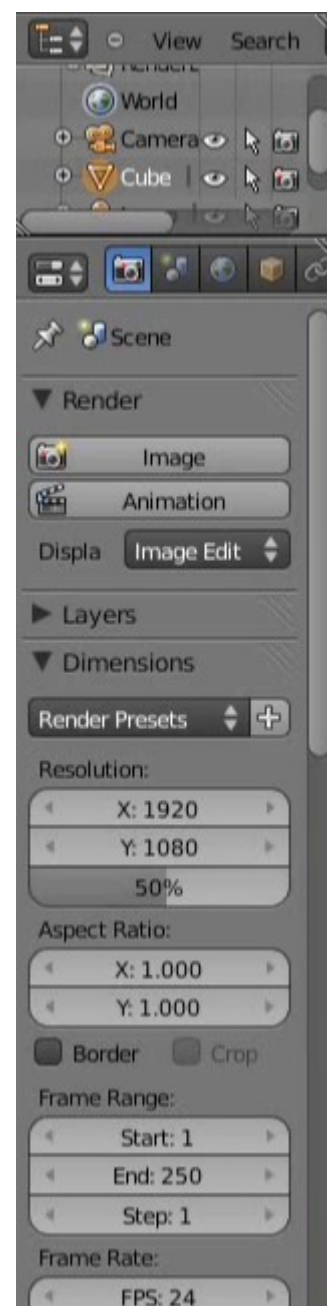 View Search
World
Camera
Cube
Scene
Render
Image
Animation
Displa Image Edit
Layers
Dimensions
Render Presets
Resolution:
X: 1920
Y: 1080
50%
Aspect Ratio:
X: 1.000
Y: 1.000
Border Crop
Frame Range:
Start: 1
End: 250
Step: 1
Frame Rate:
FPS: 24